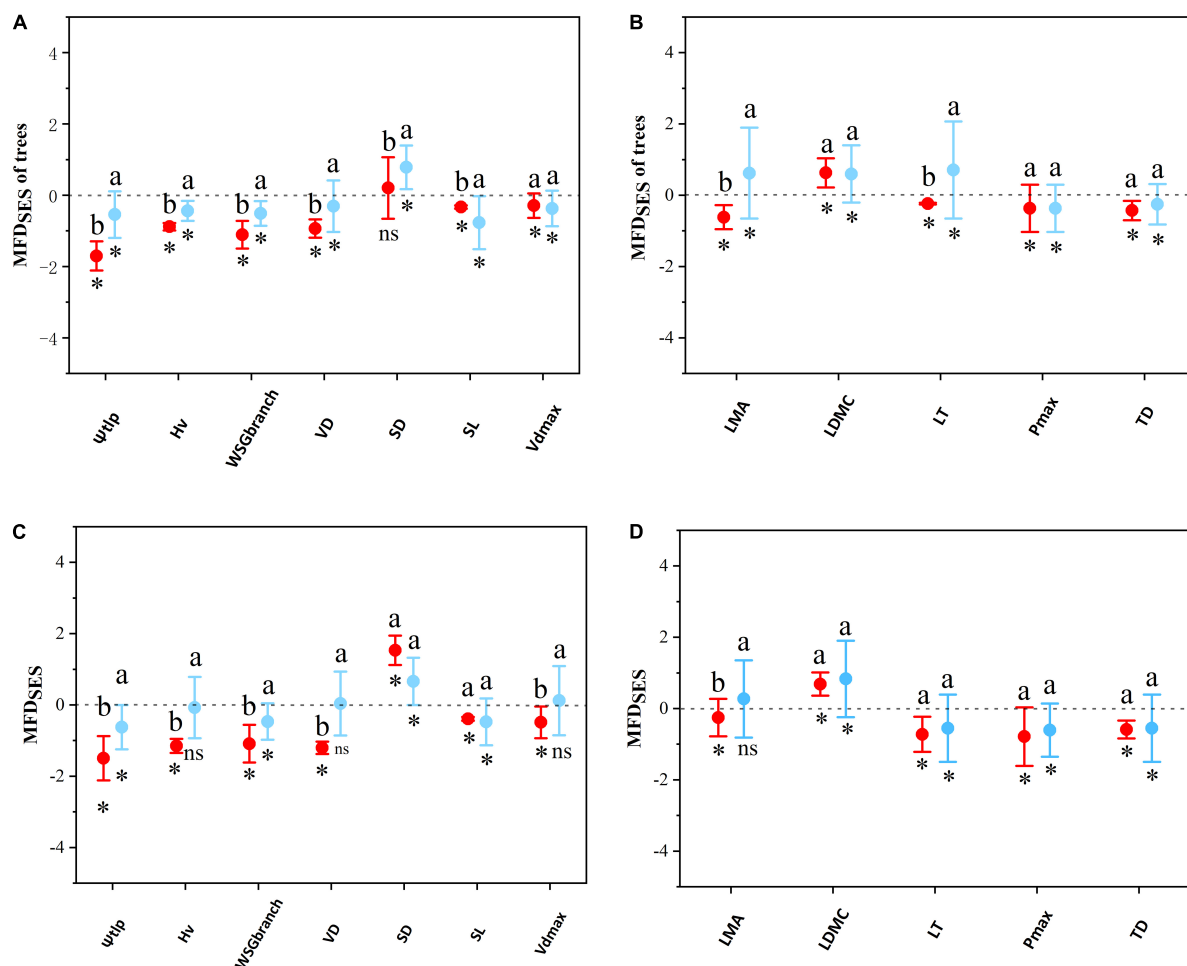 A
MFDSES of trees
4
2
0
−2
−4
b a b a b a b a b a b a a a
* * * * * * * * ns * * * * *
Ψtlp Hv WSGbranch VD SD SL Vdmax
B
MFDSES of trees
4
2
0
-2
-4
b a a a b a a a a a
* * * * * * * * * *
LMA LDMC LT Pmax TD
C
MFDSES
4
2
0
-2
-4
b a b a b a b a a a a a b a
* * * ns * * * ns * * * * * ns
Ψtlp Hv WSGbranch VD SD SL Vdmax
D
MFDSES
4
2
0
-2
-4
b a a a a a a a a a
* ns * * * * * * * *
LMA LDMC LT Pmax TD